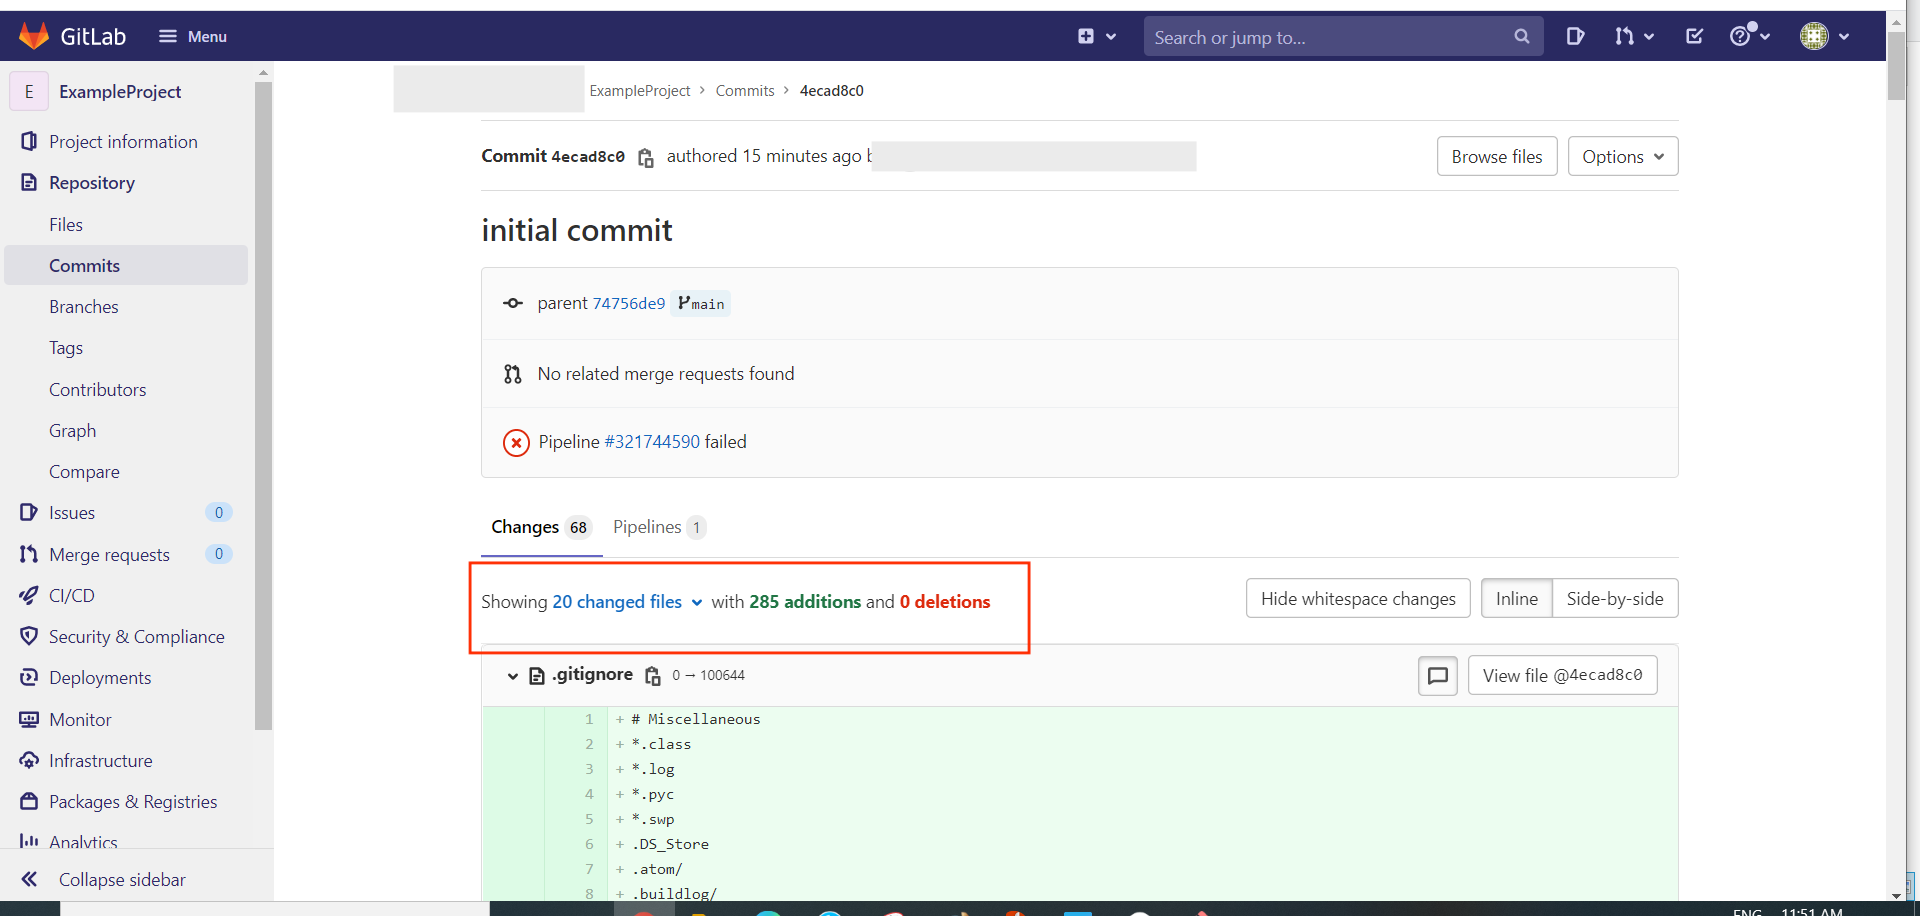 GitLab Menu Search or jump to...
E ExampleProject
Project information
Repository
Files
Commits
Branches
Tags
Contributors
Graph
Compare
Issues 0
Merge requests 0
CI/CD
Security & Compliance
Deployments
Monitor
Infrastructure
Packages & Registries
Analytics
Collapse sidebar
ExampleProject > Commits > 4ecad8c0
Commit 4ecad8c0 authored 15 minutes ago
Browse files Options
initial commit
parent 74756de9 main
No related merge requests found
Pipeline #321744590 failed
Changes 68 Pipelines 1
Showing 20 changed files with 285 additions and 0 deletions
Hide whitespace changes Inline Side-by-side
.gitignore 0 → 100644 View file @4ecad8c0
1 + # Miscellaneous
2 + *.class
3 + *.log
4 + *.pyc
5 + *.swp
6 + .DS_Store
7 + .atom/
8 + .buildlog/
ENG 11:51 AM